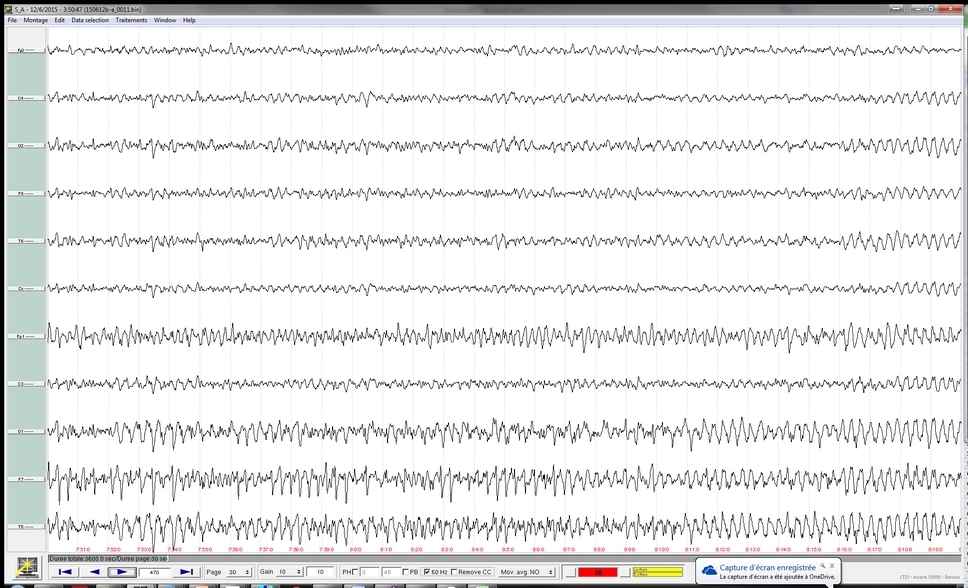 S_A - 12/6/2015 - 3:50:47 (150612b-a_0011.bin)
File Montage Edit Data selection Traitements Window Help
Fp2
C4
O2
F8
T6
Cz
Fp1
C3
O1
F7
T5
7:51:0 7:52:0 7:53:0 7:54:0 7:55:0 7:56:0 7:57:0 7:58:0 7:59:0 8:0:0 8:1:0 8:2:0 8:3:0 8:4:0 8:5:0 8:6:0 8:7:0 8:8:0 8:9:0 8:10:0 8:11:0 8:12:0 8:13:0 8:14:0 8:15:0 8:16:0 8:17:0 8:18:0 8:19:0
Duree totale:3600.0 sec/Duree page:30 sec
470 Page 30 Gain 10 10 PH 3 45 PB 50 Hz Remove CC Mov. avg. NO
Capture d'écran enregistrée
La capture d'écran a été ajoutée à OneDrive.